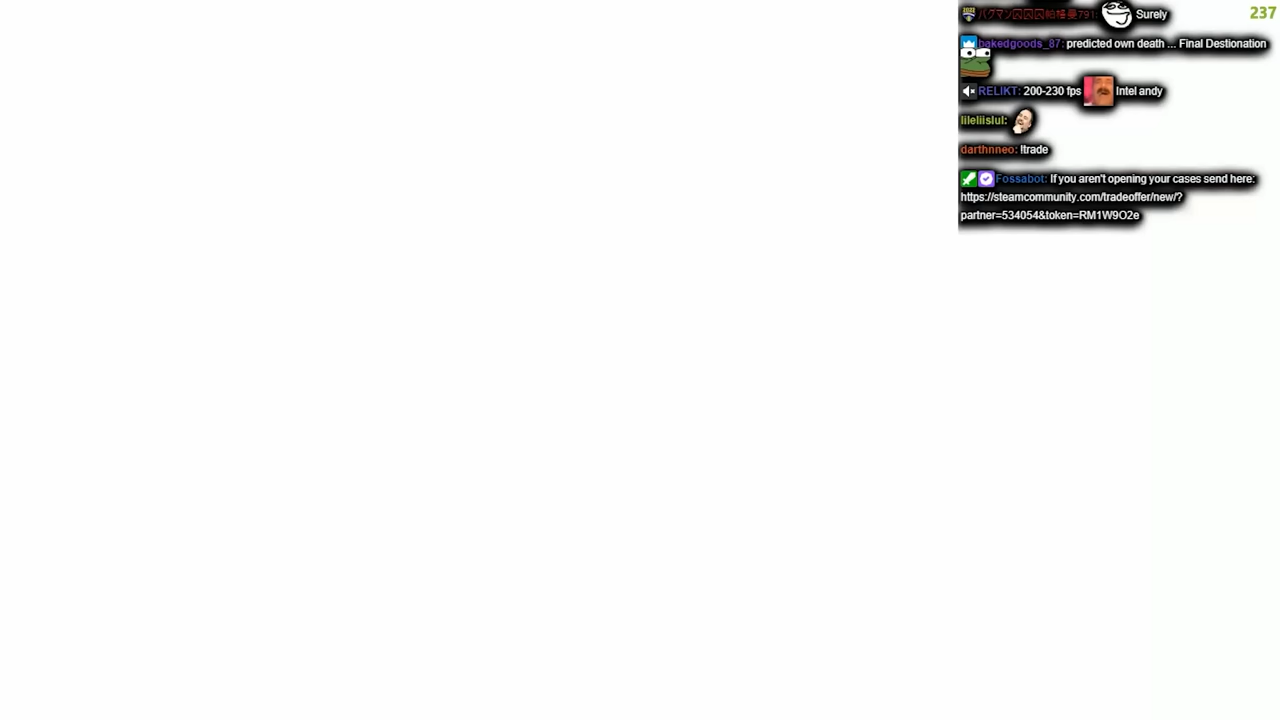 Surely
237
bakedgoods_87: predicted own death ... Final Destionation
RELIKT: 200-230 fps Intel andy
lileliislul:
darthnneo: !trade
Fossabot: If you aren't opening your cases send here:
https://steamcommunity.com/tradeoffer/new/?
partner=534054&token=RM1W9O2e